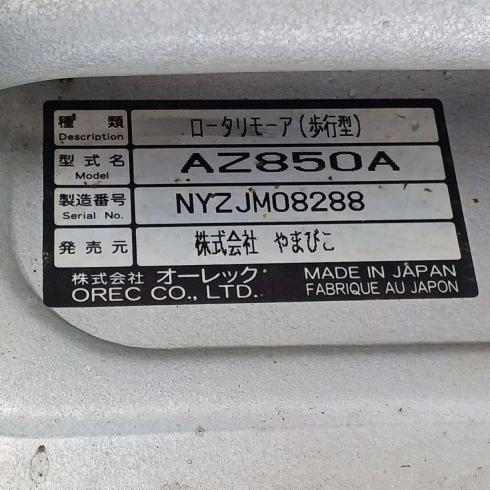 種 類 ロータリモーア(歩行型)
Description
型式名 AZ850A
Model
製造番号 NYZJM08288
Serial No.
発売元 株式会社 やまびこ
株式会社 オーレック MADE IN JAPAN
OREC CO., LTD. FABRIQUE AU JAPON